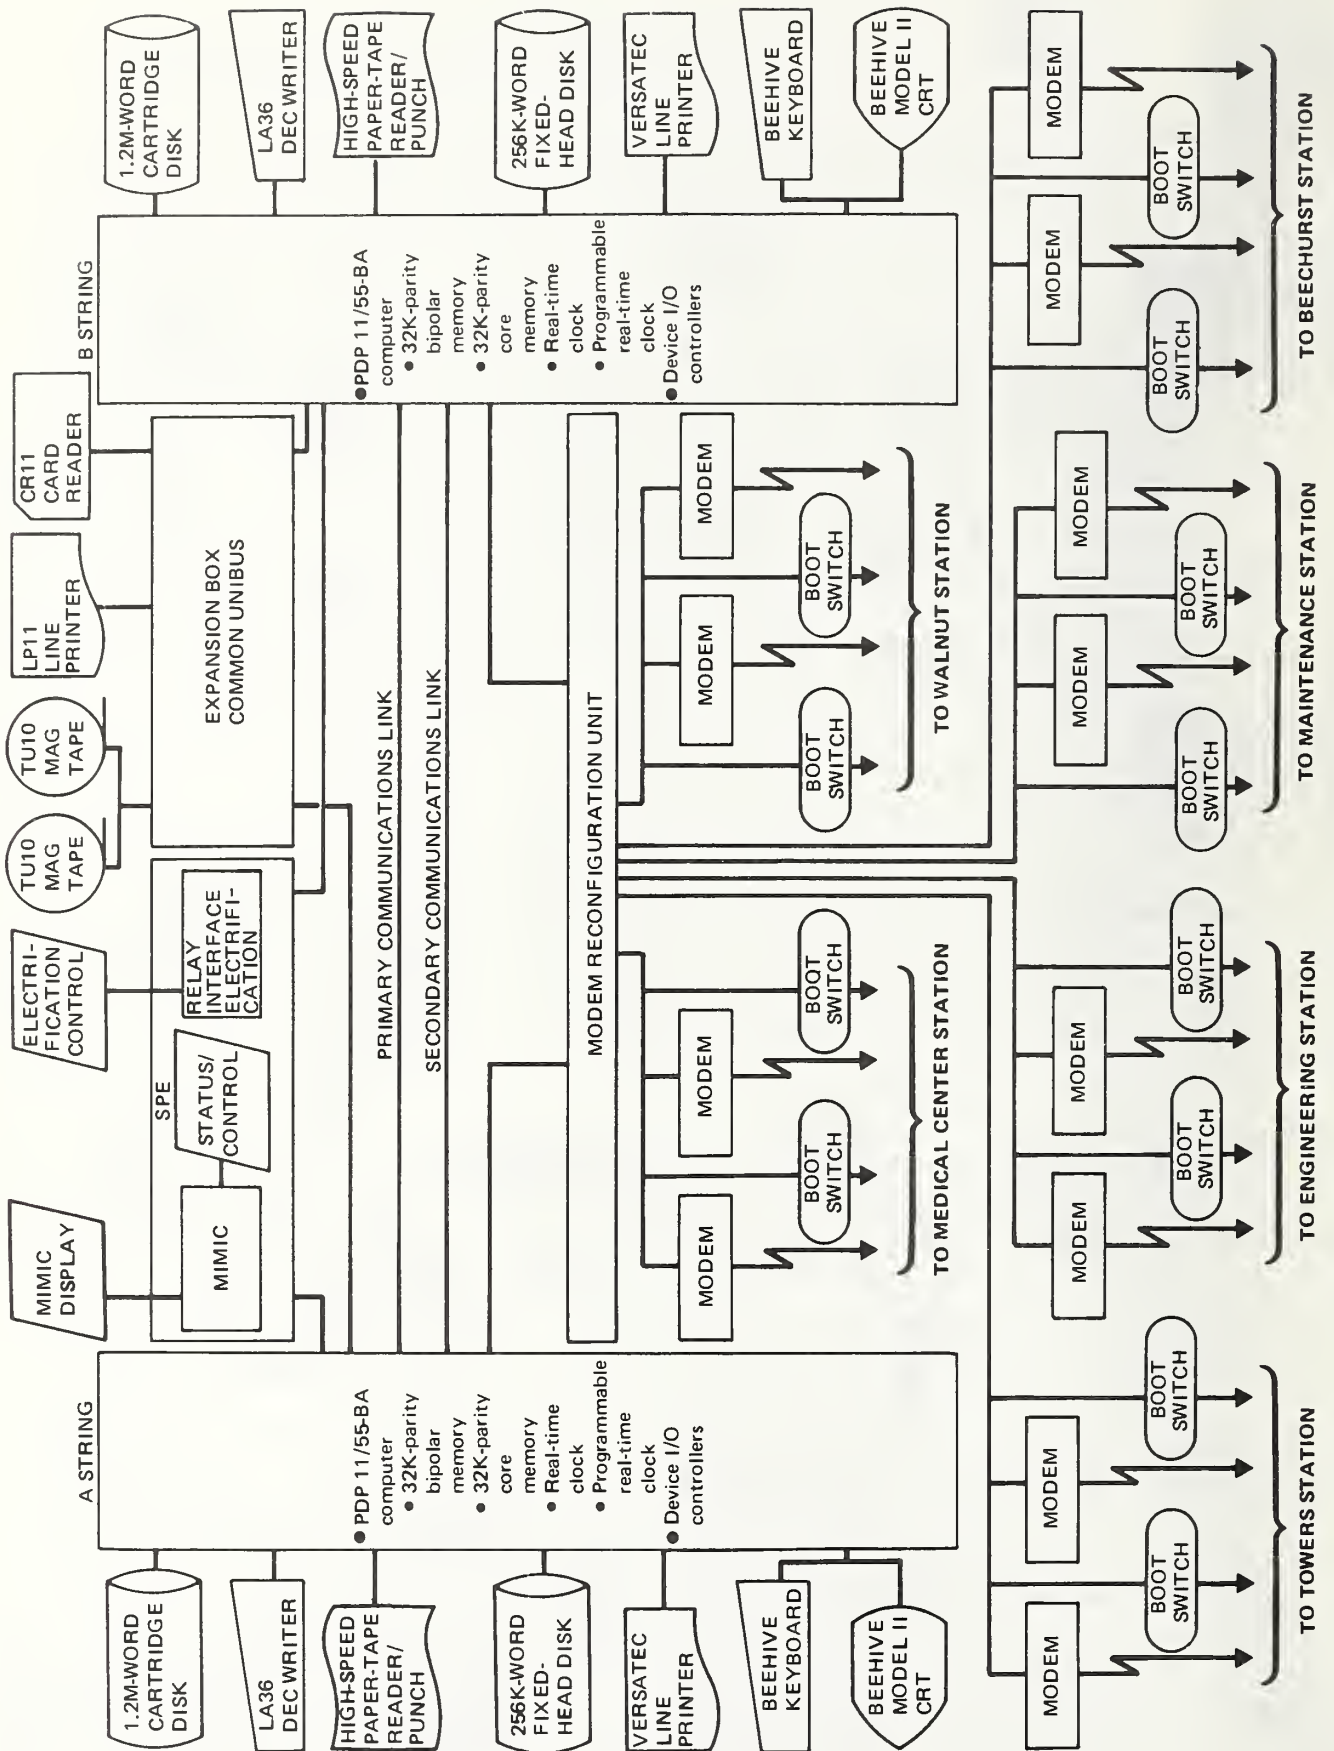 1.2M-WORD
CARTRIDGE
DISK
LA36
DECWRITER
HIGH-SPEED
PAPER-TAPE
READER/
PUNCH
256K-WORD
FIXED-
HEAD DISK
VERSATEC
LINE
PRINTER
BEEHIVE
KEYBOARD
BEEHIVE
MODEL II
CRT
A STRING
● PDP 11/55-BA
computer
● 32K-parity
bipolar
memory
● 32K-parity
core
memory
● Real-time
clock
● Programmable
real-time
clock
● Device I/O
controllers
MIMIC
DISPLAY
ELECTRI-
FICATION
CONTROL
TU10
MAG
TAPE
TU10
MAG
TAPE
LP11
LINE
PRINTER
CR11
CARD
READER
SPE
MIMIC
STATUS/
CONTROL
RELAY
INTERFACE
ELECTRIFI-
CATION
EXPANSION BOX
COMMON UNIBUS
PRIMARY COMMUNICATIONS LINK
SECONDARY COMMUNICATIONS LINK
MODEM RECONFIGURATION UNIT
B STRING
● PDP 11/55-BA
computer
● 32K-parity
bipolar
memory
● 32K-parity
core
memory
● Real-time
clock
● Programmable
real-time
clock
● Device I/O
controllers
1.2M-WORD
CARTRIDGE
DISK
LA36
DECWRITER
HIGH-SPEED
PAPER-TAPE
READER/
PUNCH
256K-WORD
FIXED-
HEAD DISK
VERSATEC
LINE
PRINTER
BEEHIVE
KEYBOARD
BEEHIVE
MODEL II
CRT
MODEM
BOOT
SWITCH
MODEM
BOOT
SWITCH
TO MEDICAL CENTER STATION
BOOT
SWITCH
MODEM
BOOT
SWITCH
MODEM
TO WALNUT STATION
MODEM
BOOT
SWITCH
MODEM
BOOT
SWITCH
TO TOWERS STATION
MODEM
BOOT
SWITCH
MODEM
BOOT
SWITCH
TO ENGINEERING STATION
BOOT
SWITCH
MODEM
BOOT
SWITCH
MODEM
TO MAINTENANCE STATION
BOOT
SWITCH
MODEM
BOOT
SWITCH
MODEM
TO BEECHURST STATION